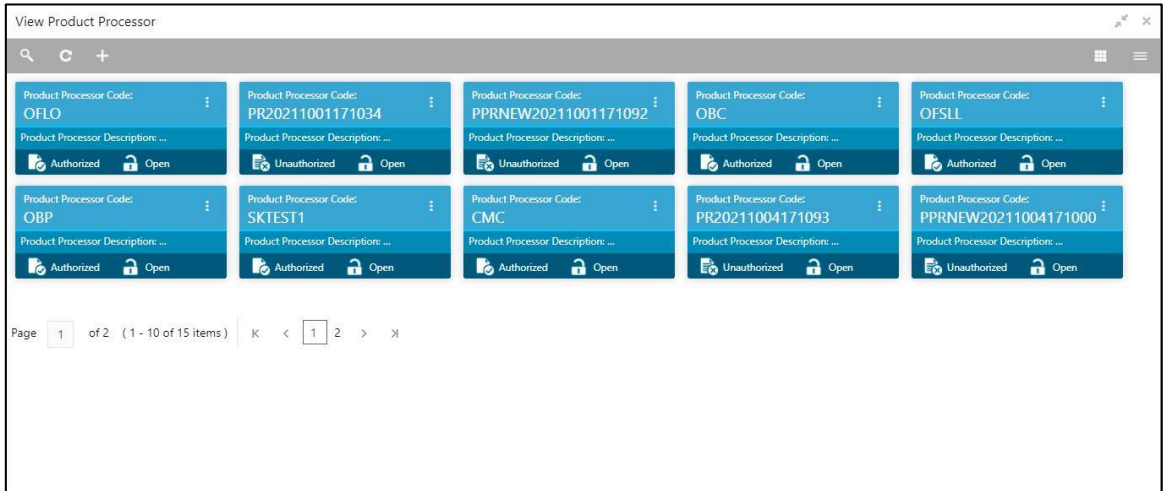 View Product Processor
Product Processor Code:
OFLO
Product Processor Description: ...
Authorized Open
Product Processor Code:
PR20211001171034
Product Processor Description: ...
Unauthorized Open
Product Processor Code:
PPRNEW20211001171092
Product Processor Description: ...
Unauthorized Open
Product Processor Code:
OBC
Product Processor Description: ...
Authorized Open
Product Processor Code:
OFSLL
Product Processor Description: ...
Authorized Open
Product Processor Code:
OBP
Product Processor Description: ...
Authorized Open
Product Processor Code:
SKTEST1
Product Processor Description: ...
Authorized Open
Product Processor Code:
CMC
Product Processor Description: ...
Authorized Open
Product Processor Code:
PR20211004171093
Product Processor Description: ...
Unauthorized Open
Product Processor Code:
PPRNEW20211004171000
Product Processor Description: ...
Unauthorized Open
Page 1 of 2 ( 1 - 10 of 15 items ) 1 2